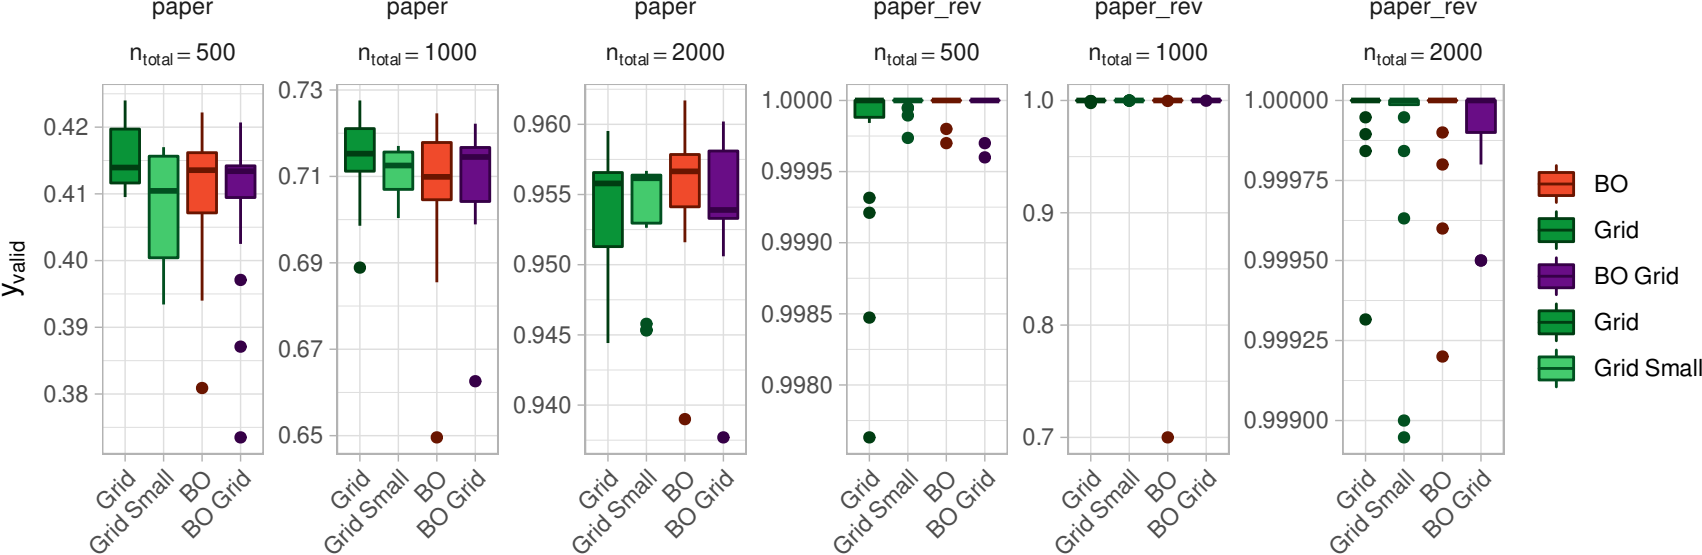 paper
paper
paper
paper_rev
paper_rev
paper_rev
n_total = 500
n_total = 1000
n_total = 2000
n_total = 500
n_total = 1000
n_total = 2000
y_valid
0.42
0.41
0.40
0.39
0.38
Grid
Grid Small
BO
BO Grid
0.73
0.71
0.69
0.67
0.65
Grid
Grid Small
BO
BO Grid
0.960
0.955
0.950
0.945
0.940
Grid
Grid Small
BO
BO Grid
1.0000
0.9995
0.9990
0.9985
0.9980
Grid
Grid Small
BO
BO Grid
1.0
0.9
0.8
0.7
Grid
Grid Small
BO
BO Grid
1.00000
0.99975
0.99950
0.99925
0.99900
Grid
Grid Small
BO
BO Grid
BO
Grid
BO Grid
Grid
Grid Small